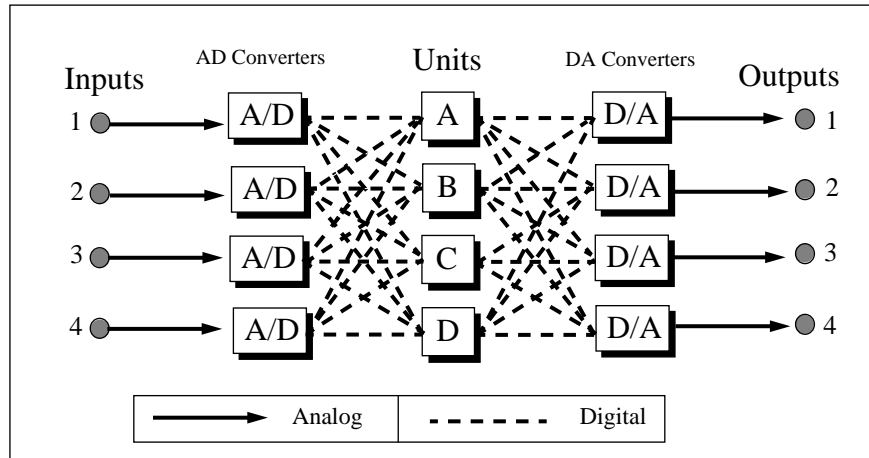 AD Converters Units DA Converters
Inputs Outputs
1 A/D A D/A 1
2 A/D B D/A 2
3 A/D C D/A 3
4 A/D D D/A 4
Analog Digital